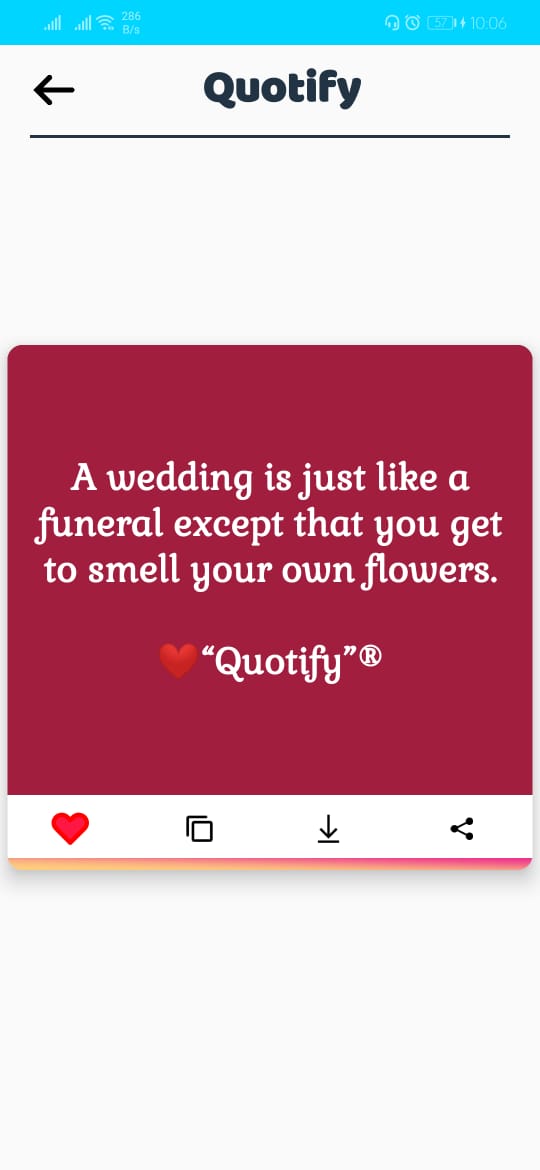 286
B/s
57
10:06
Quotify
A wedding is just like a
funeral except that you get
to smell your own flowers.
❤️“Quotify”®